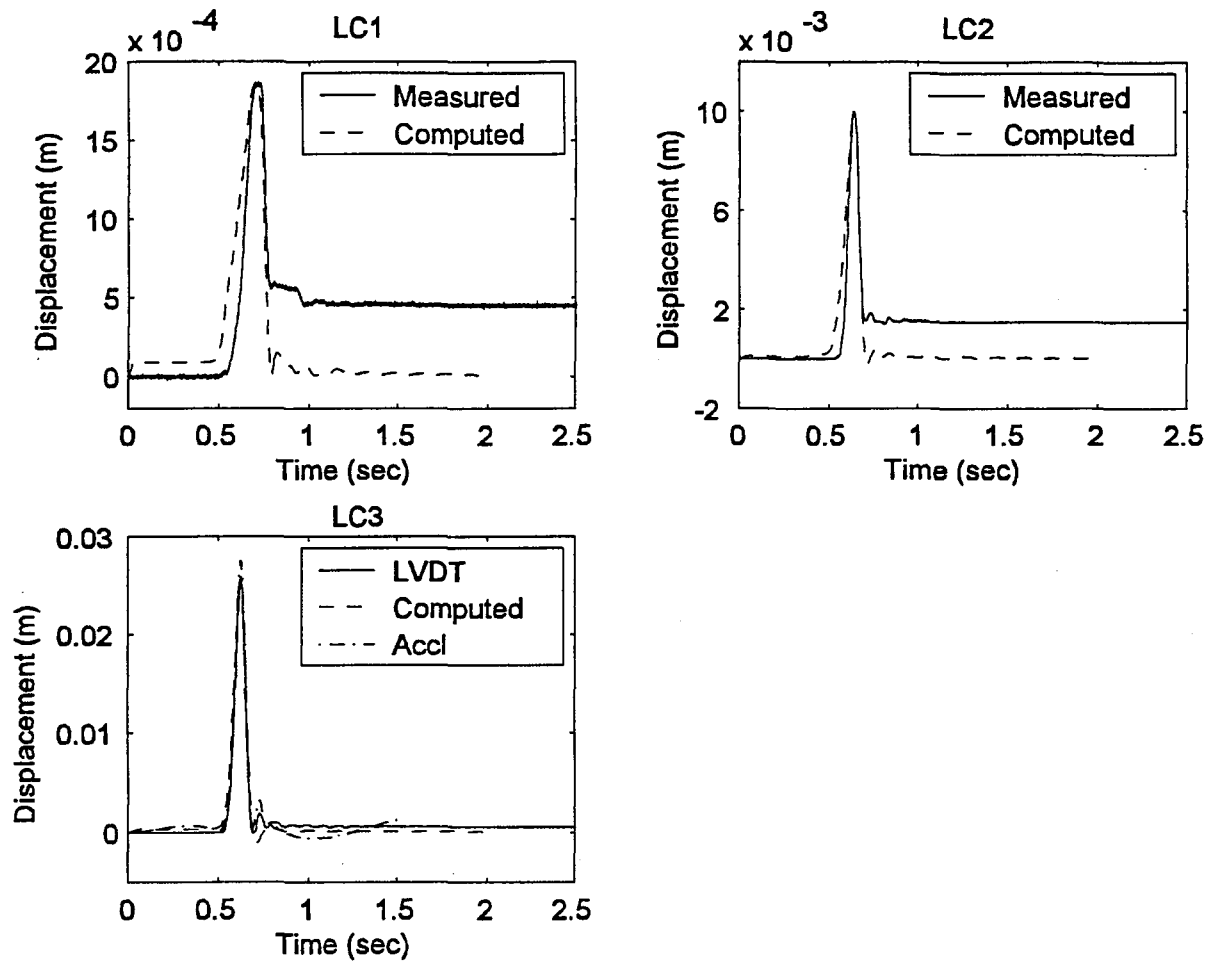 x 10 -4
LC1
20
15
10
5
0
Displacement (m)
Measured
Computed
0 0.5 1 1.5 2 2.5
Time (sec)
x 10 -3
LC2
10
6
2
-2
Displacement (m)
Measured
Computed
0 0.5 1 1.5 2 2.5
Time (sec)
LC3
0.03
0.02
0.01
0
Displacement (m)
LVDT
Computed
Accl
0 0.5 1 1.5 2 2.5
Time (sec)